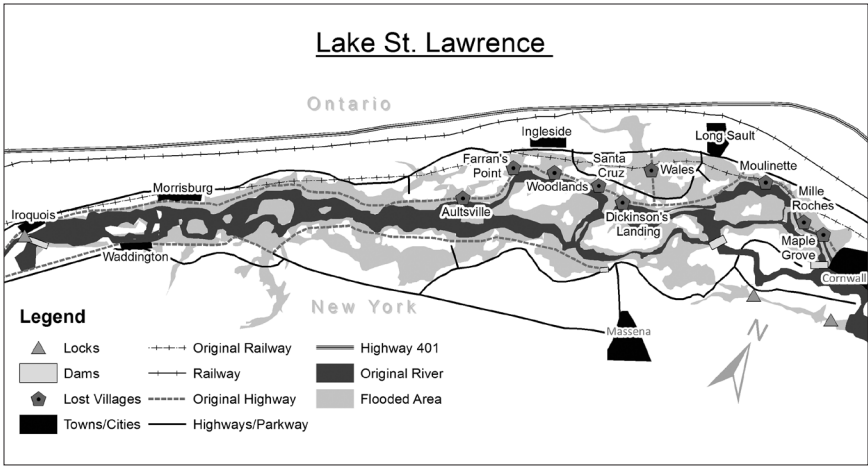 Lake St. Lawrence
Ontario
Ingleside
Long Sault
Farran's
Point
Santa
Cruz
Wales
Moulinette
Woodlands
Morrisburg
Mille
Roches
Iroquois
Aultsville
Dickinson's
Landing
Maple
Grove
Waddington
Cornwall
New York
Massena
N
Legend
Locks
Original Railway
Highway 401
Dams
Railway
Original River
Lost Villages
Original Highway
Flooded Area
Towns/Cities
Highways/Parkway